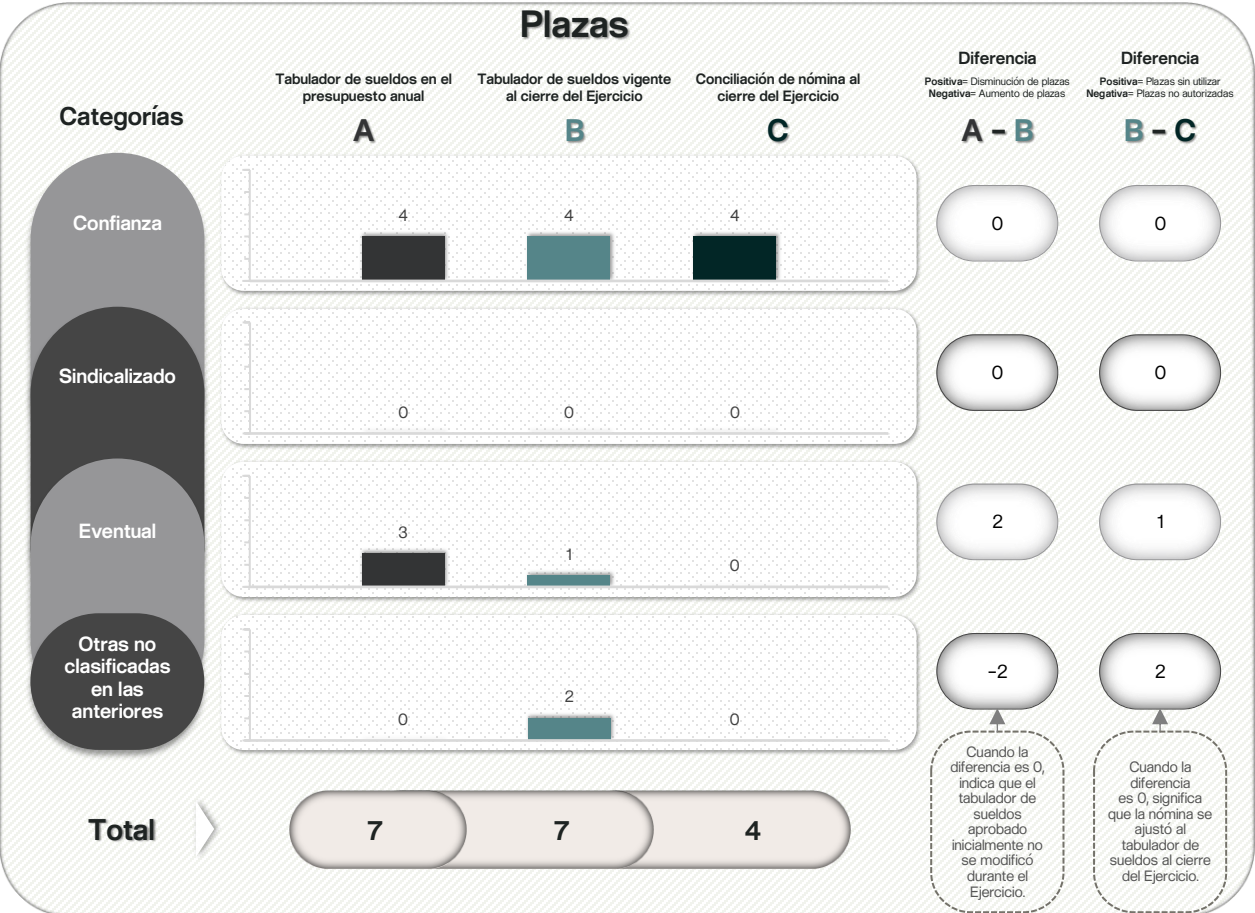 Plazas
Categorías
Tabulador de sueldos en el
presupuesto anual
A
Tabulador de sueldos vigente
al cierre del Ejercicio
B
Conciliación de nómina al
cierre del Ejercicio
C
Diferencia
Positiva= Disminución de plazas
Negativa= Aumento de plazas
A - B
Diferencia
Positiva= Plazas sin utilizar
Negativa= Plazas no autorizadas
B - C
Confianza
4
4
4
0
0
Sindicalizado
0
0
0
0
0
Eventual
3
1
0
2
1
Otras no
clasificadas
en las
anteriores
0
2
0
-2
2
Total
7
7
4
Cuando la
diferencia es 0,
indica que el
tabulador de
sueldos
aprobado
inicialmente no
se modificó
durante el
Ejercicio.
Cuando la
diferencia
es 0, significa
que la nómina se
ajustó al
tabulador de
sueldos al cierre
del Ejercicio.